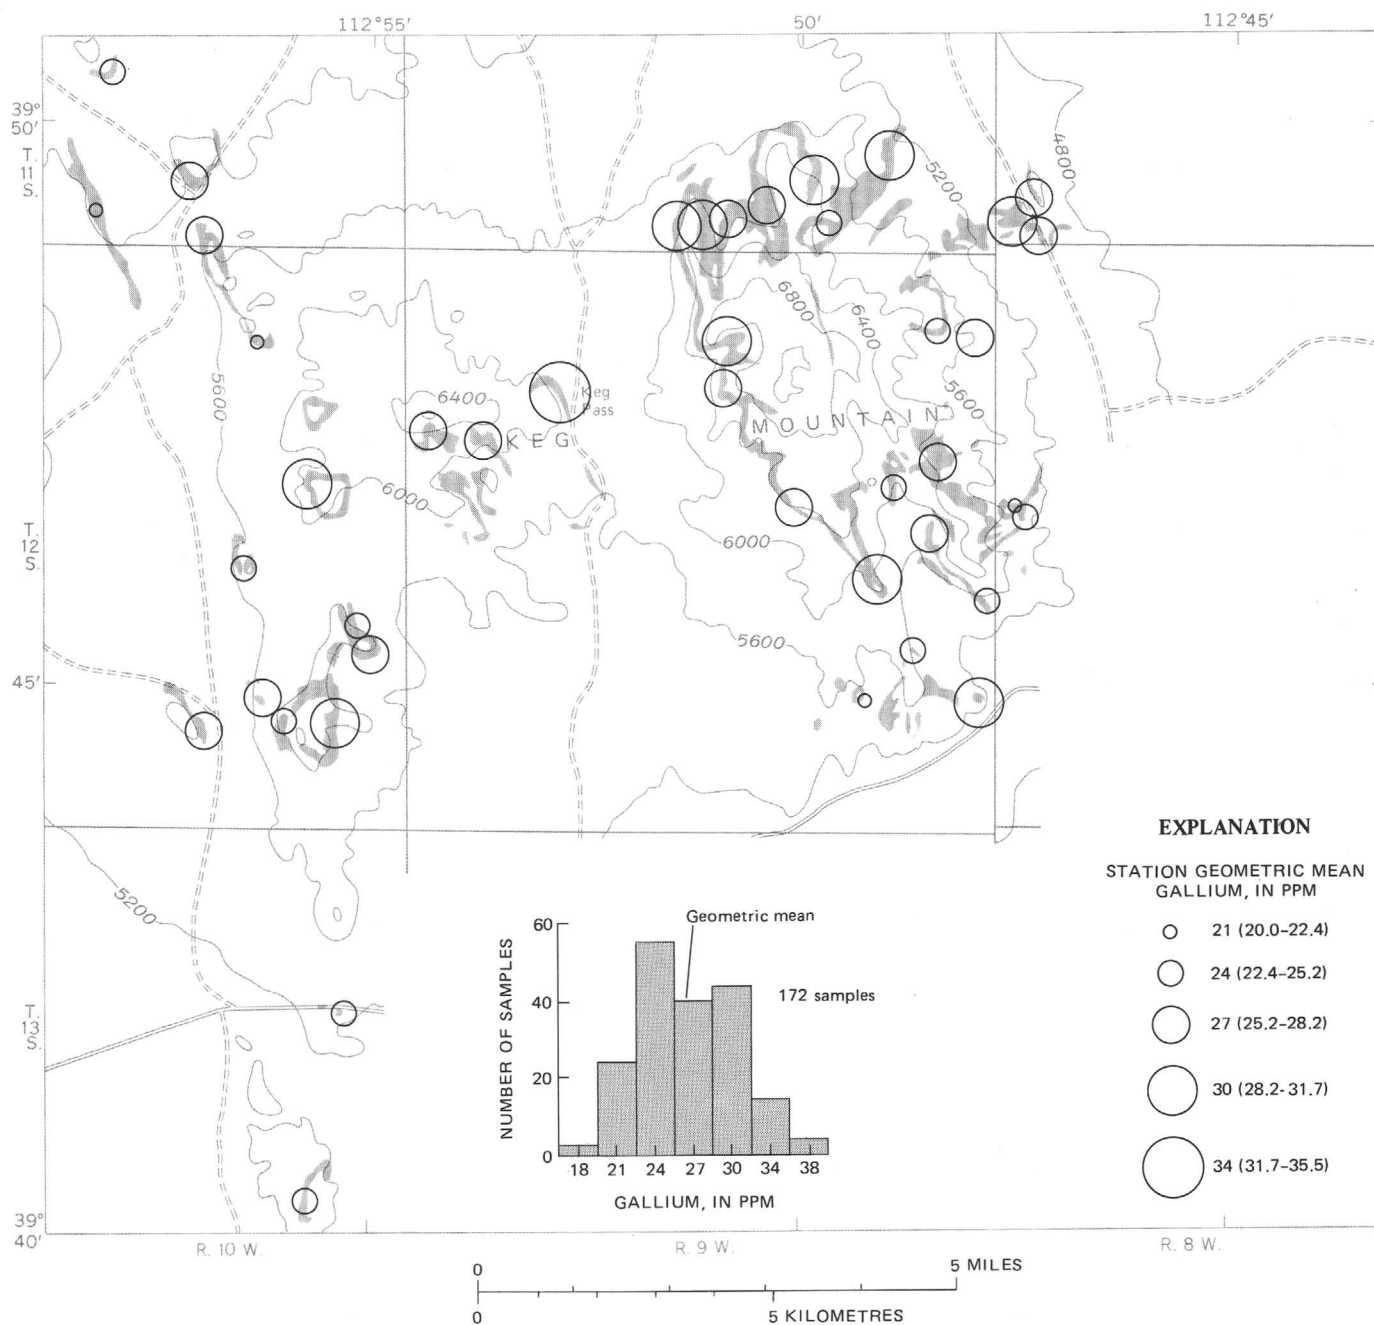 112°55′ 50′ 112°45′
39°
50′
T.
11
S.
4800
5200
6800
6400
5600
5600
6400
Keg
Pass
MOUNTAIN
KEG
6000
T.
12
S.
6000
5600
45′
EXPLANATION
STATION GEOMETRIC MEAN
GALLIUM, IN PPM
21 (20.0-22.4)
24 (22.4-25.2)
27 (25.2-28.2)
30 (28.2-31.7)
34 (31.7-35.5)
5200
Geometric mean
172 samples
NUMBER OF SAMPLES
60
40
20
0
18 21 24 27 30 34 38
GALLIUM, IN PPM
T.
13
S.
39°
40′
R. 10 W. R. 9 W. R. 8 W.
0 5 MILES
0 5 KILOMETRES